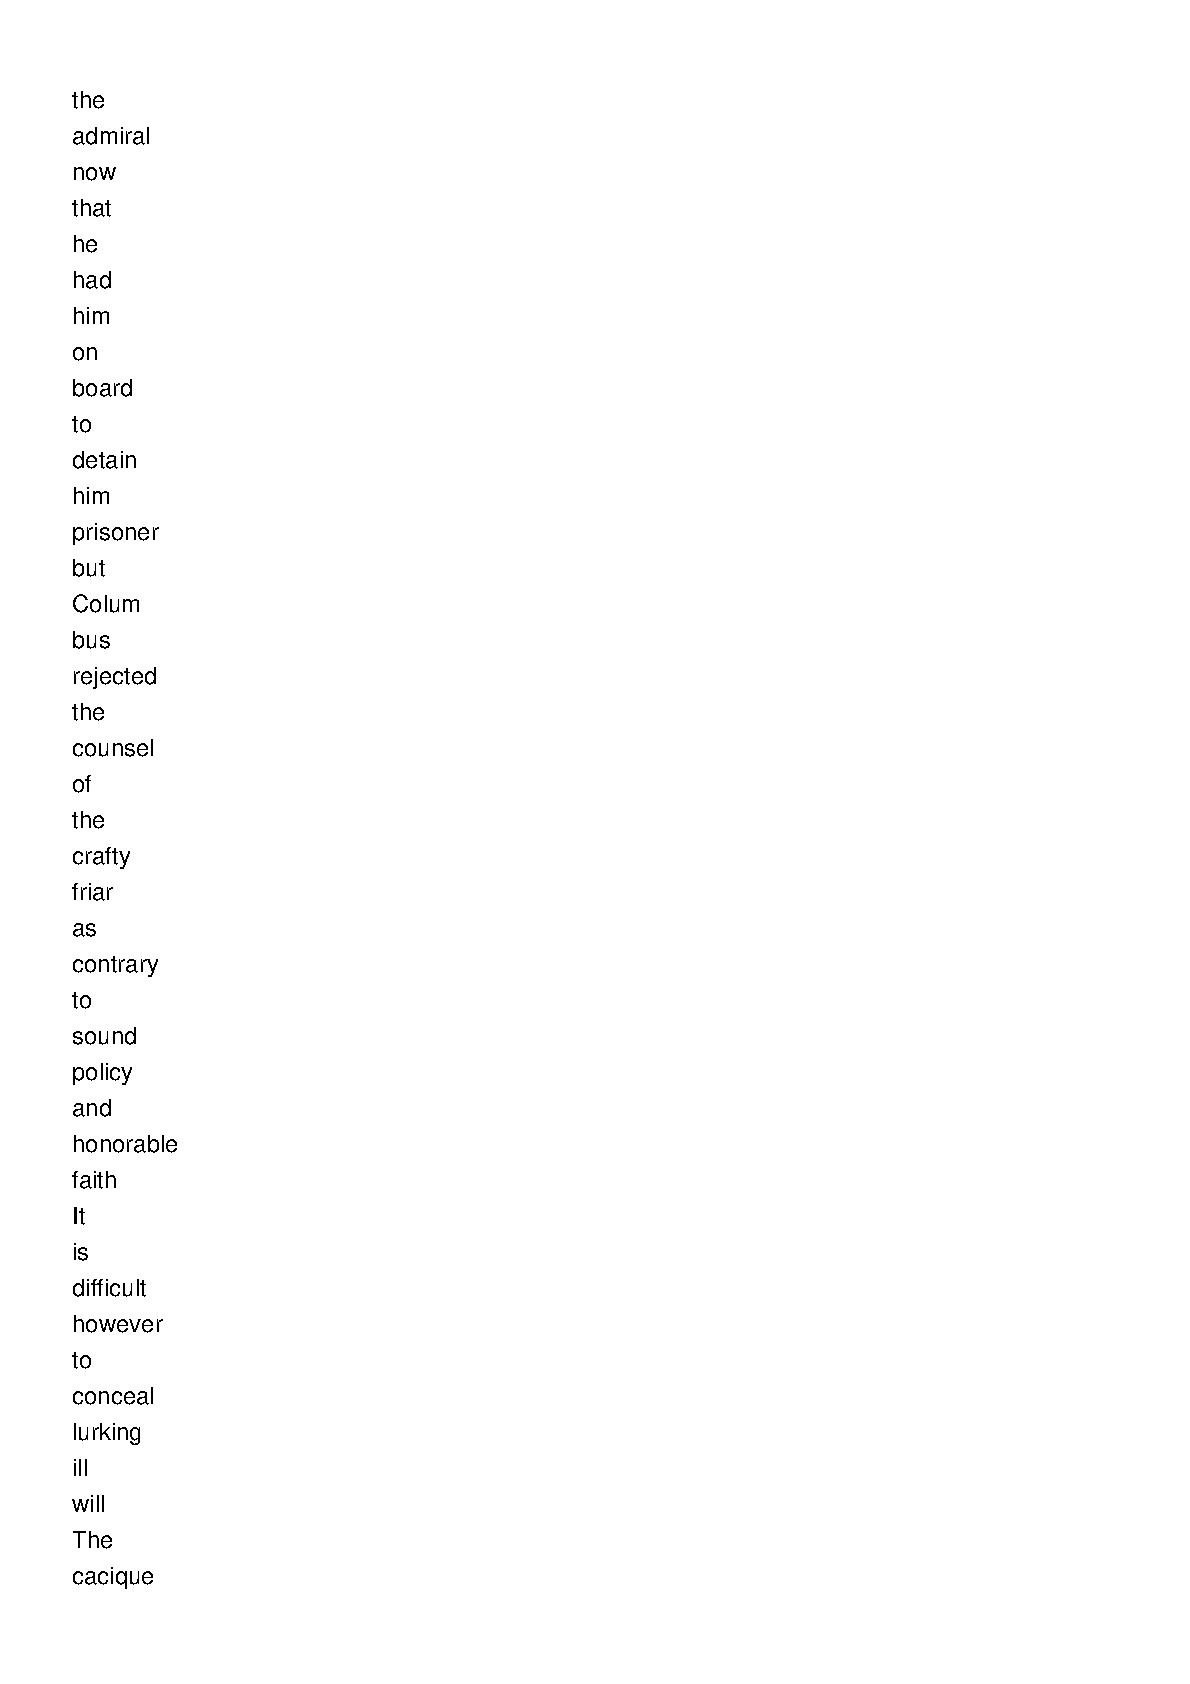 the
admiral
now
that
he
had
him
on
board
to
detain
him
prisoner
but
Colum
bus
rejected
the
counsel
of
the
crafty
friar
as
contrary
to
sound
policy
and
honorable
faith
It
is
difficult
however
to
conceal
lurking
ill
will
The
cacique